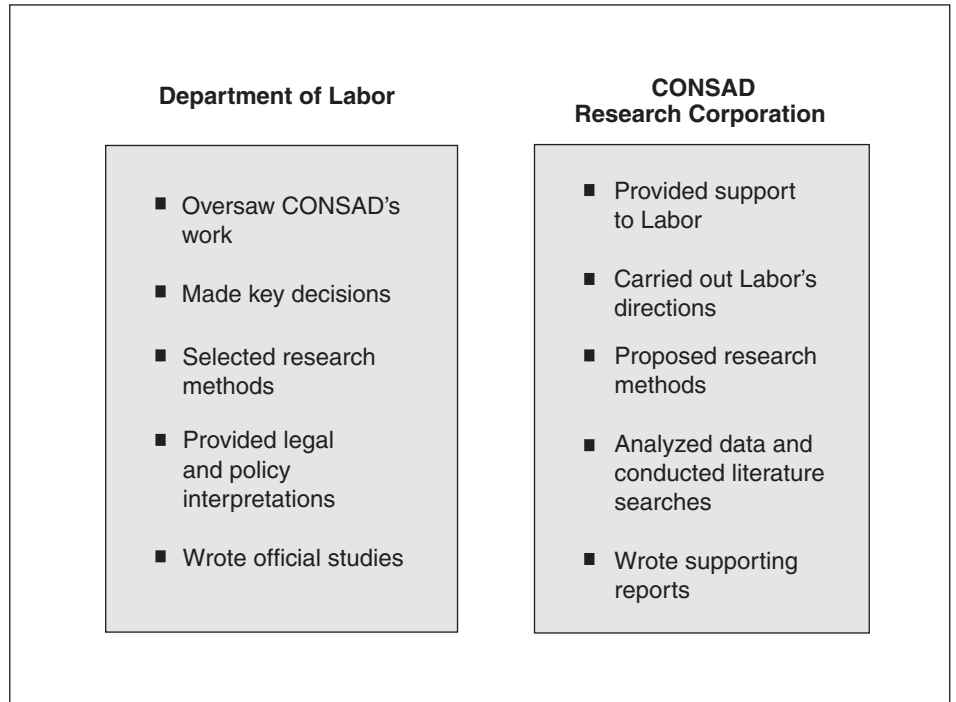 Department of Labor
■ Oversaw CONSAD's
work
■ Made key decisions
■ Selected research
methods
■ Provided legal
and policy
interpretations
■ Wrote official studies
CONSAD
Research Corporation
■ Provided support
to Labor
■ Carried out Labor's
directions
■ Proposed research
methods
■ Analyzed data and
conducted literature
searches
■ Wrote supporting
reports